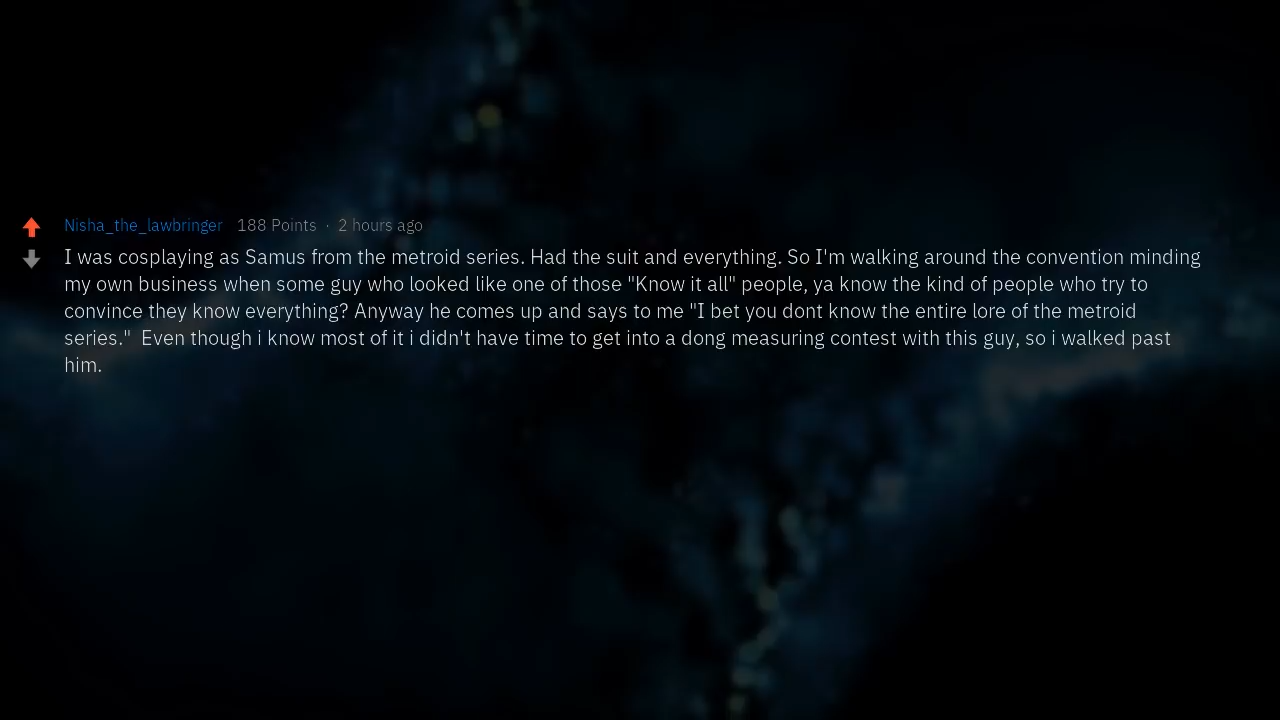 Nisha_the_lawbringer 188 Points · 2 hours ago
I was cosplaying as Samus from the metroid series. Had the suit and everything. So I'm walking around the convention minding
my own business when some guy who looked like one of those "Know it all" people, ya know the kind of people who try to
convince they know everything? Anyway he comes up and says to me "I bet you dont know the entire lore of the metroid
series."  Even though i know most of it i didn't have time to get into a dong measuring contest with this guy, so i walked past
him.